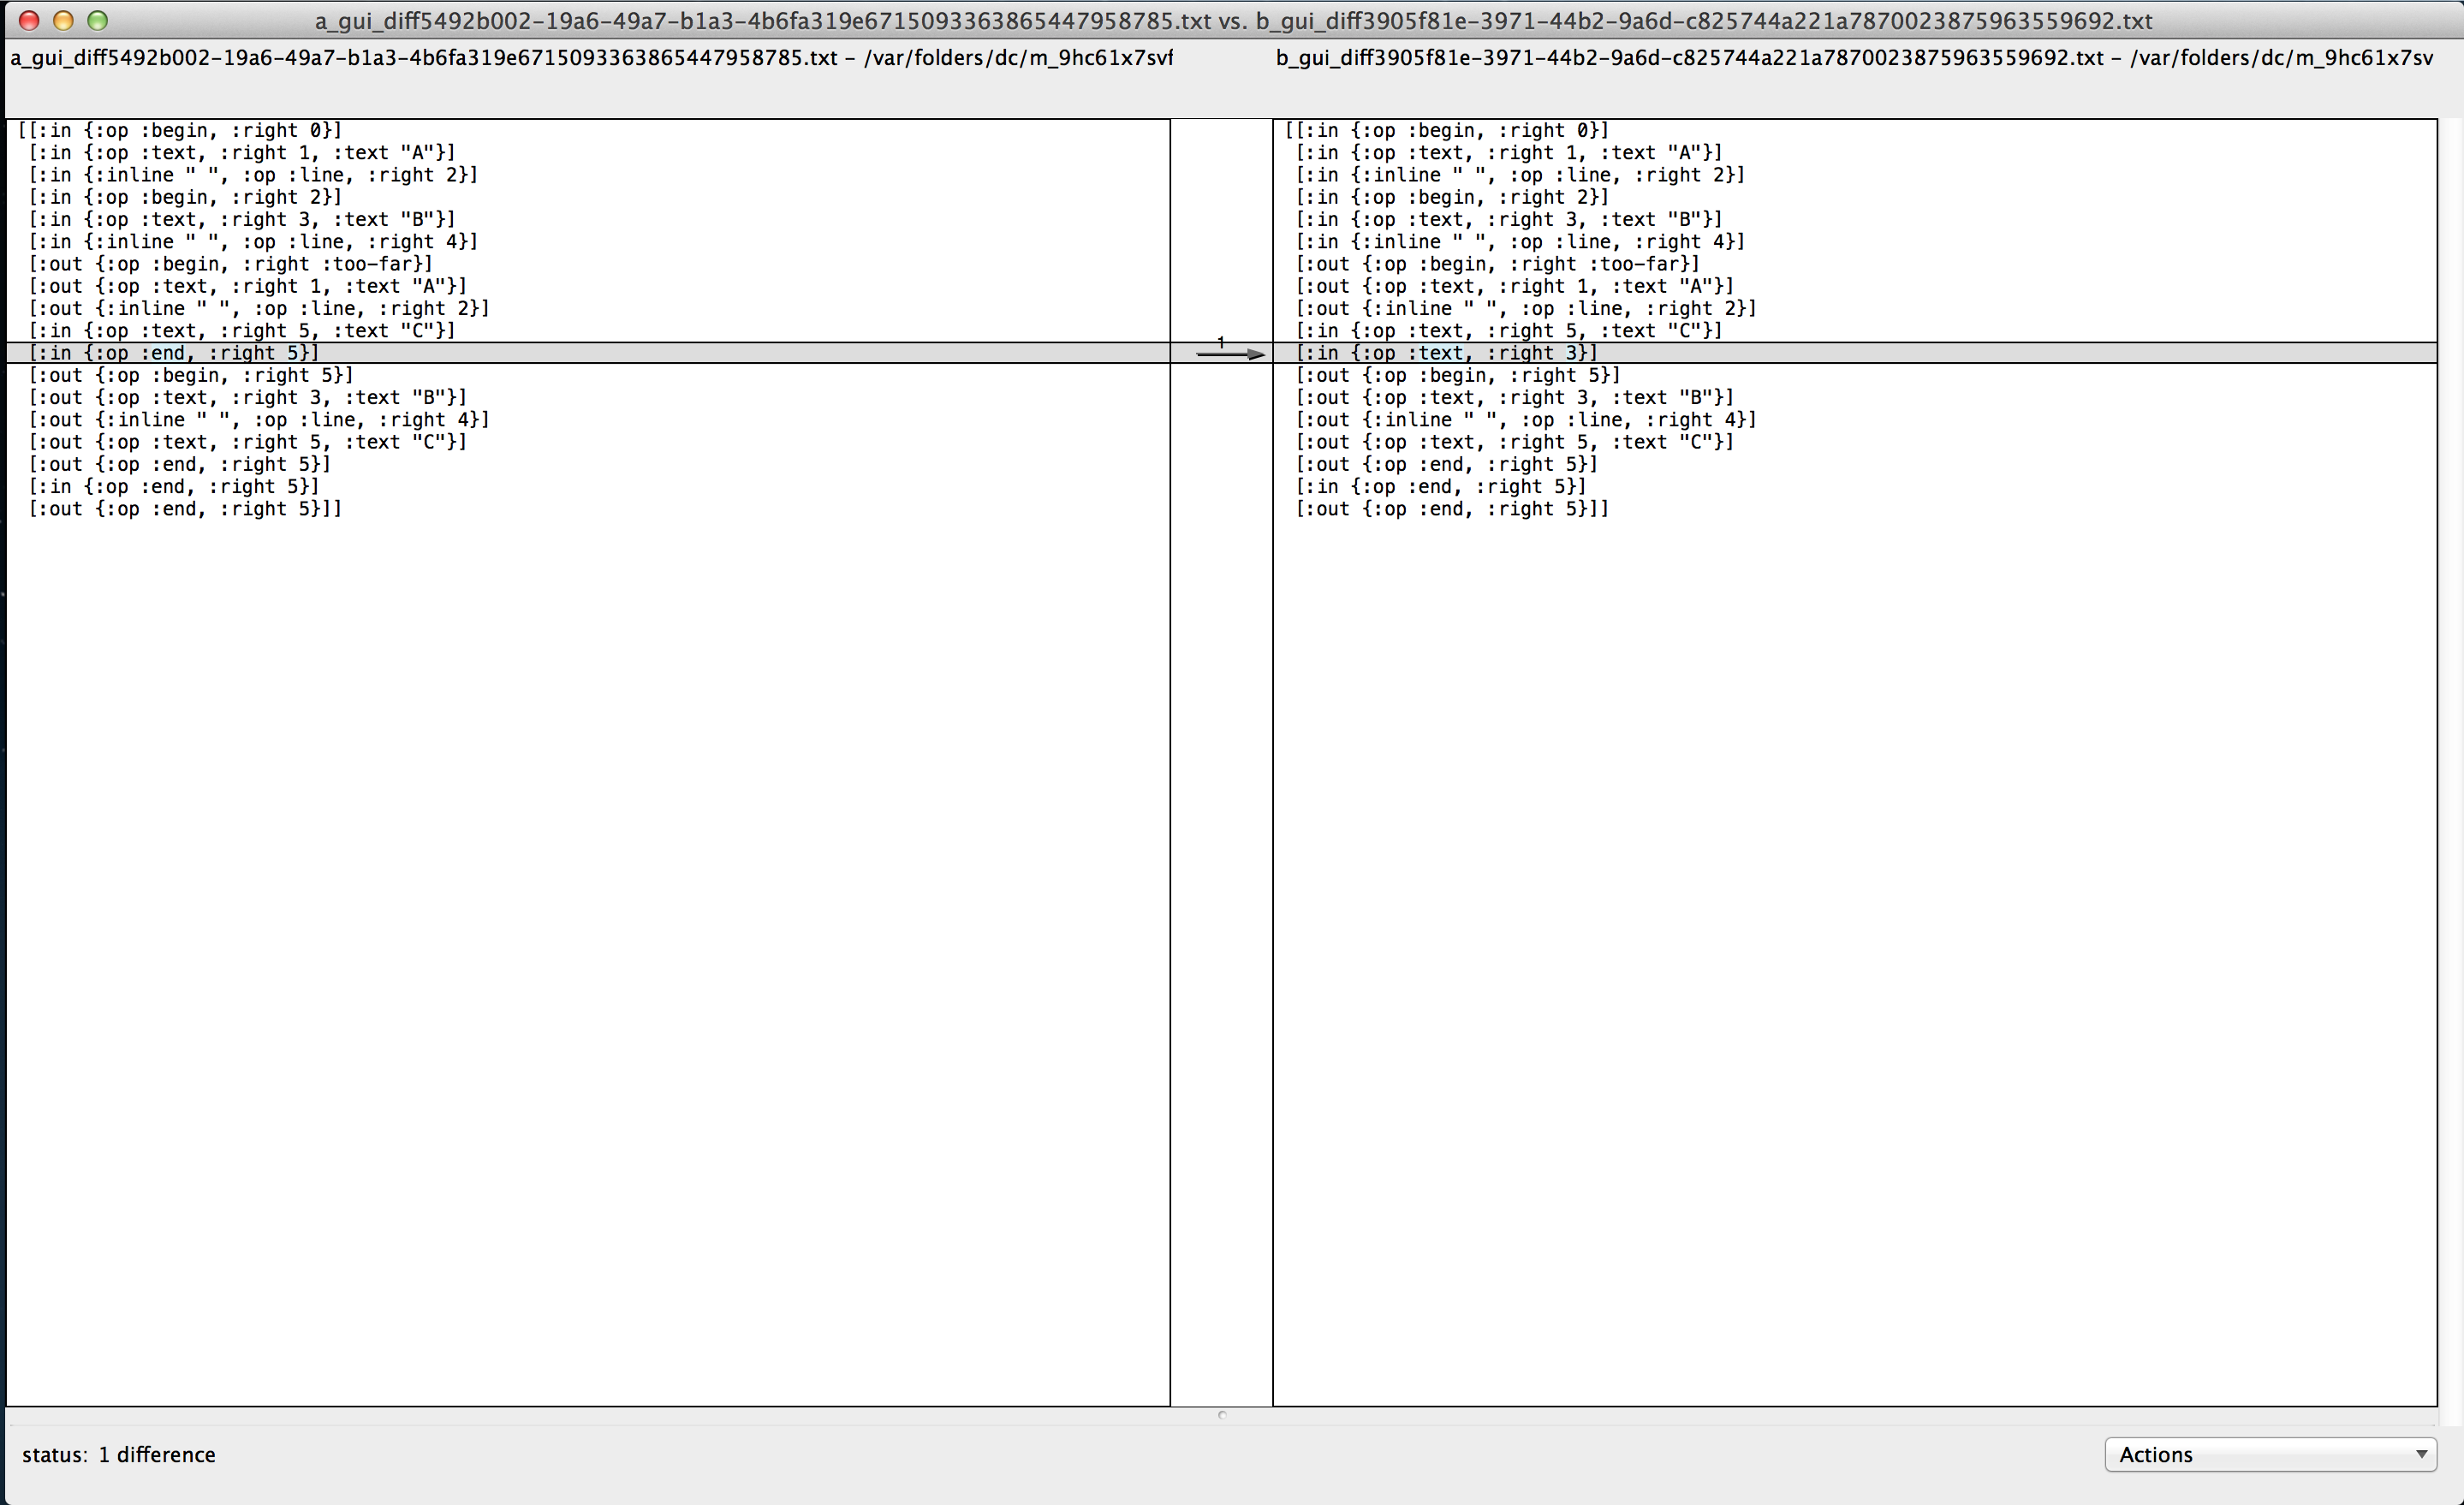 a_gui_diff5492b002-19a6-49a7-b1a3-4b6fa319e6715093363865447958785.txt vs. b_gui_diff3905f81e-3971-44b2-9a6d-c825744a221a7870023875963559692.txt
a_gui_diff5492b002-19a6-49a7-b1a3-4b6fa319e6715093363865447958785.txt – /var/folders/dc/m_9hc61x7svf
b_gui_diff3905f81e-3971-44b2-9a6d-c825744a221a7870023875963559692.txt – /var/folders/dc/m_9hc61x7sv
[[:in {:op :begin, :right 0}]
[:in {:op :text, :right 1, :text "A"}]
[:in {:inline " ", :op :line, :right 2}]
[:in {:op :begin, :right 2}]
[:in {:op :text, :right 3, :text "B"}]
[:in {:inline " ", :op :line, :right 4}]
[:out {:op :begin, :right :too-far}]
[:out {:op :text, :right 1, :text "A"}]
[:out {:inline " ", :op :line, :right 2}]
[:in {:op :text, :right 5, :text "C"}]
[:in {:op :end, :right 5}]
[:out {:op :begin, :right 5}]
[:out {:op :text, :right 3, :text "B"}]
[:out {:inline " ", :op :line, :right 4}]
[:out {:op :text, :right 5, :text "C"}]
[:out {:op :end, :right 5}]
[:in {:op :end, :right 5}]
[:out {:op :end, :right 5}]]
1
[[:in {:op :begin, :right 0}]
[:in {:op :text, :right 1, :text "A"}]
[:in {:inline " ", :op :line, :right 2}]
[:in {:op :begin, :right 2}]
[:in {:op :text, :right 3, :text "B"}]
[:in {:inline " ", :op :line, :right 4}]
[:out {:op :begin, :right :too-far}]
[:out {:op :text, :right 1, :text "A"}]
[:out {:inline " ", :op :line, :right 2}]
[:in {:op :text, :right 5, :text "C"}]
[:in {:op :text, :right 3}]
[:out {:op :begin, :right 5}]
[:out {:op :text, :right 3, :text "B"}]
[:out {:inline " ", :op :line, :right 4}]
[:out {:op :text, :right 5, :text "C"}]
[:out {:op :end, :right 5}]
[:in {:op :end, :right 5}]
[:out {:op :end, :right 5}]]
status: 1 difference
Actions